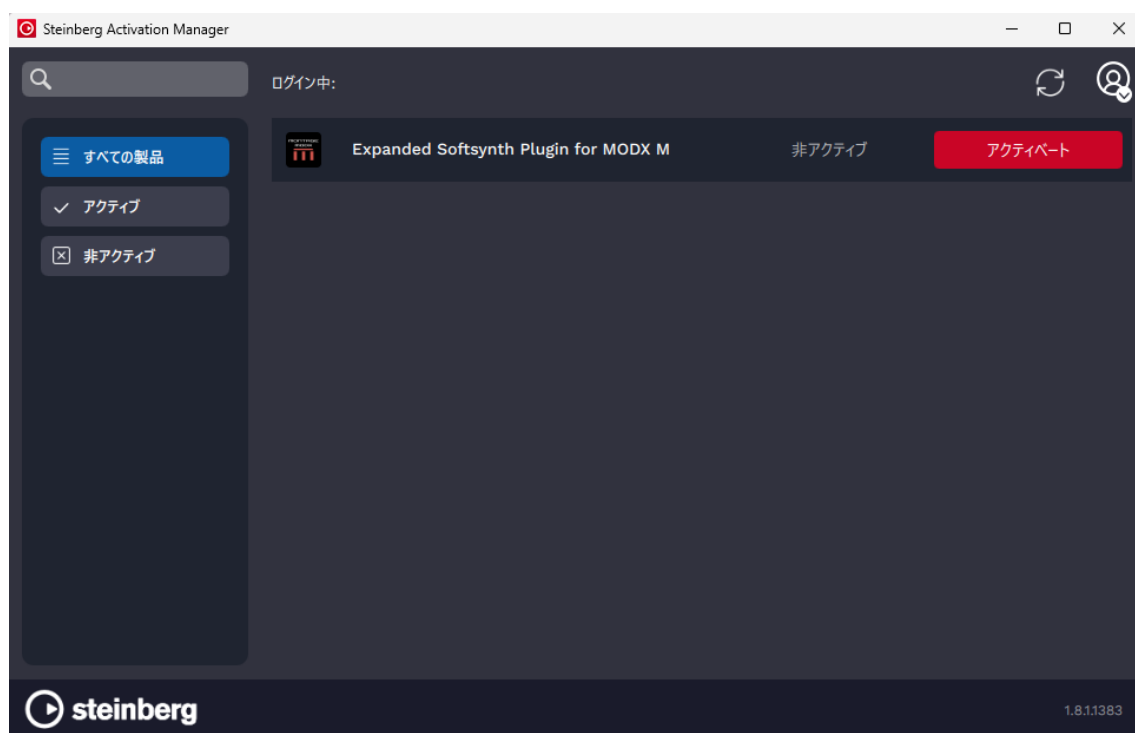 Steinberg Activation Manager
ログイン中:
すべての製品
アクティブ
非アクティブ
Expanded Softsynth Plugin for MODX M
非アクティブ
アクティベート
steinberg
1.8.1.1383